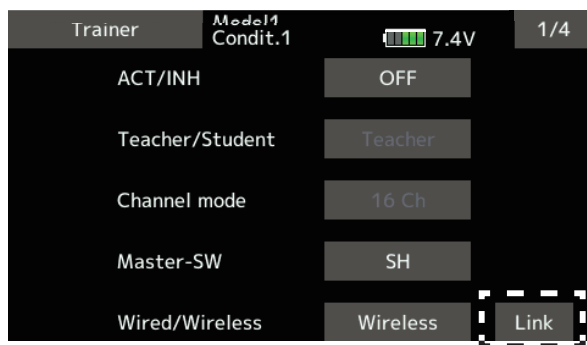 Trainer Model1 7.4V 1/4
Condit.1
ACT/INH OFF
Teacher/Student Teacher
Channel mode 16 Ch
Master-SW SH
Wired/Wireless Wireless Link